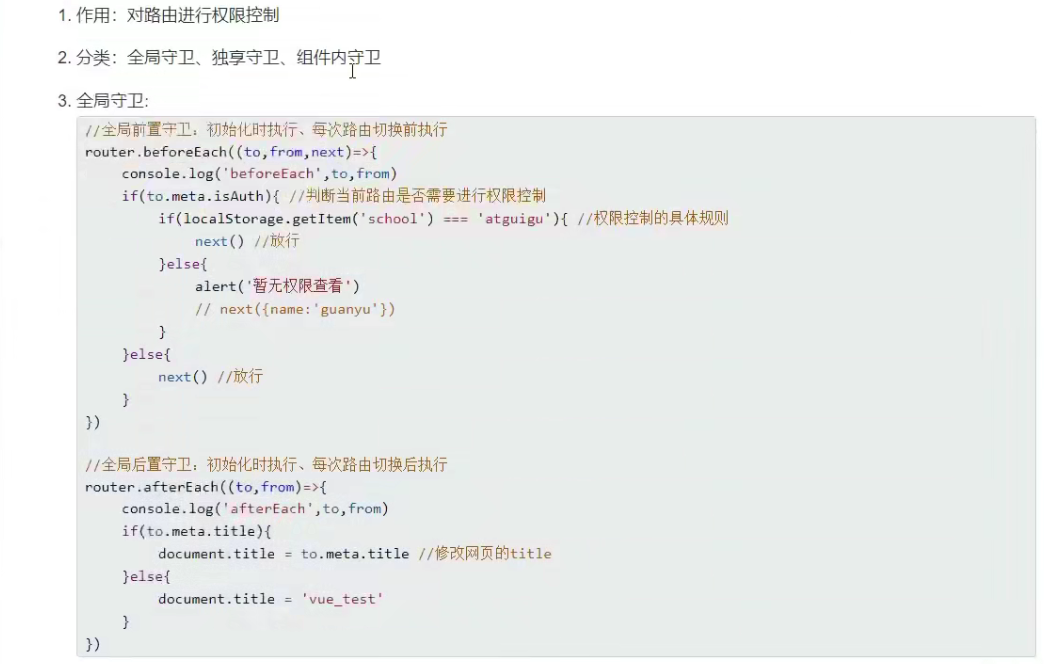 1. 作用：对路由进行权限控制
2. 分类：全局守卫、独享守卫、组件内守卫
3. 全局守卫:
//全局前置守卫：初始化时执行、每次路由切换前执行
router.beforeEach((to,from,next)=>{
console.log('beforeEach',to,from)
if(to.meta.isAuth){ //判断当前路由是否需要进行权限控制
if(localStorage.getItem('school') === 'atguigu'){ //权限控制的具体规则
next() //放行
}else{
alert('暂无权限查看')
// next({name:'guanyu'})
}
}else{
next() //放行
}
})
//全局后置守卫：初始化时执行、每次路由切换后执行
router.afterEach((to,from)=>{
console.log('afterEach',to,from)
if(to.meta.title){
document.title = to.meta.title //修改网页的title
}else{
document.title = 'vue_test'
}
})